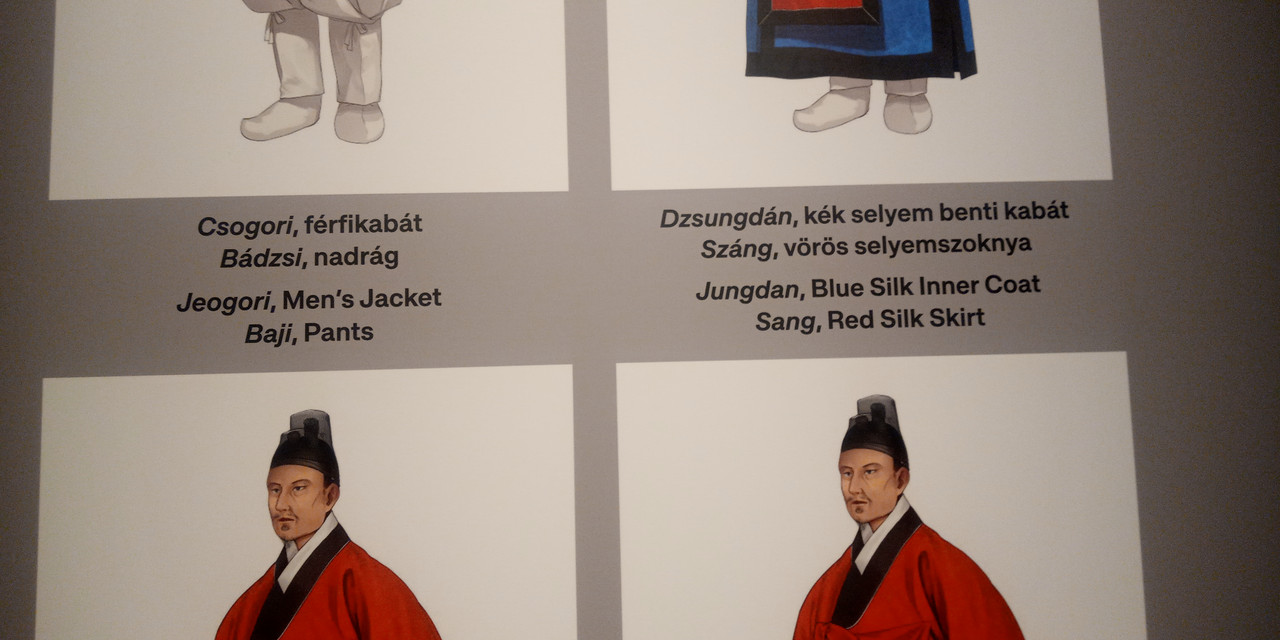 Csogori, férfikabát
Bádzsi, nadrág
Jeogori, Men's Jacket
Baji, Pants
Dzsungdán, kék selyem benti kabát
Száng, vörös selyemszoknya
Jungdan, Blue Silk Inner Coat
Sang, Red Silk Skirt